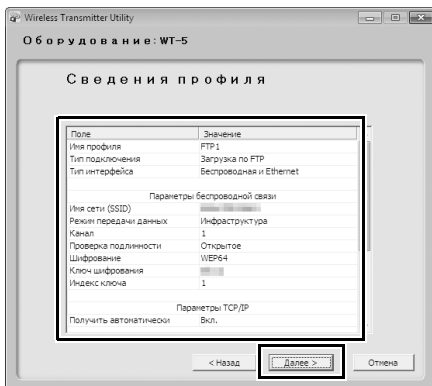 Wireless Transmitter Utility
Оборудование: WT-5
Сведения профиля
Поле Значение
Имя профиля FTP1
Тип подключения Загрузка по FTP
Тип интерфейса Беспроводная и Ethernet
Параметры беспроводной связи
Имя сети (SSID)
Режим передачи данных Инфраструктура
Канал 1
Проверка подлинности Открытое
Шифрование WEP64
Ключ шифрования
Индекс ключа 1
Параметры TCP/IP
Получить автоматически Вкл.
< Назад Далее > Отмена